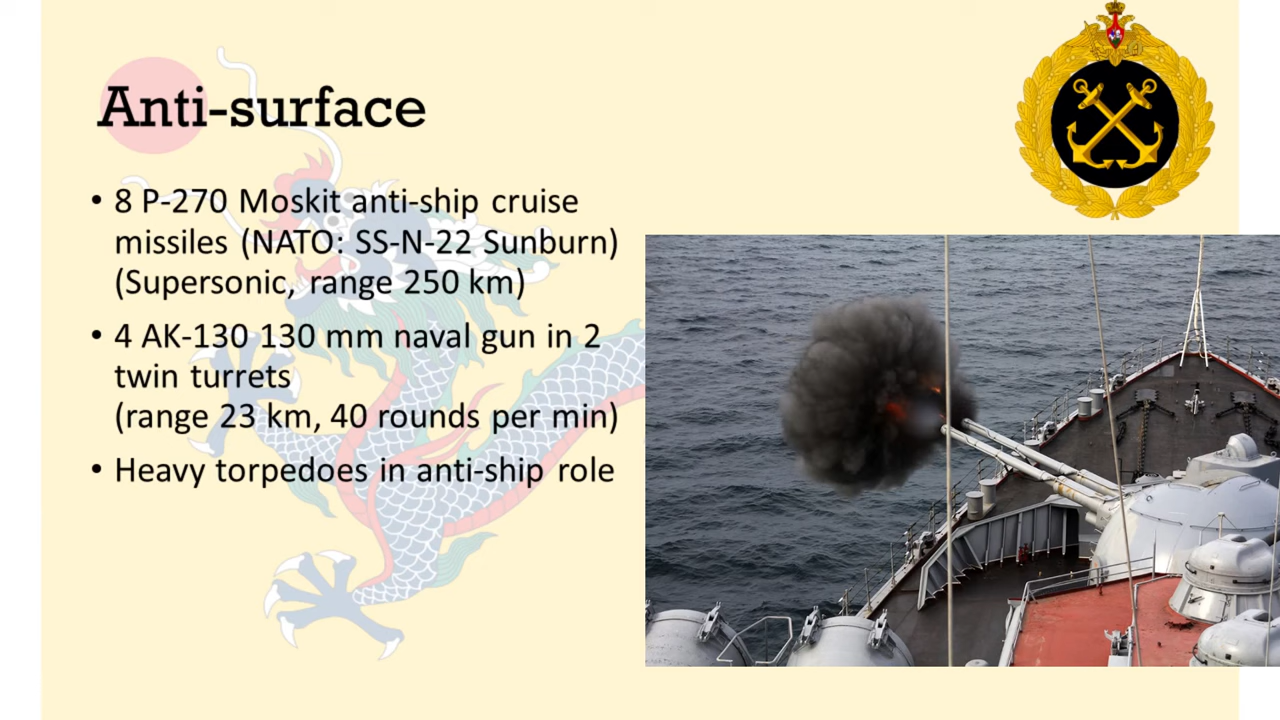 Anti-surface
• 8 P-270 Moskit anti-ship cruise
missiles (NATO: SS-N-22 Sunburn)
(Supersonic, range 250 km)
• 4 AK-130 130 mm naval gun in 2
twin turrets
(range 23 km, 40 rounds per min)
• Heavy torpedoes in anti-ship role